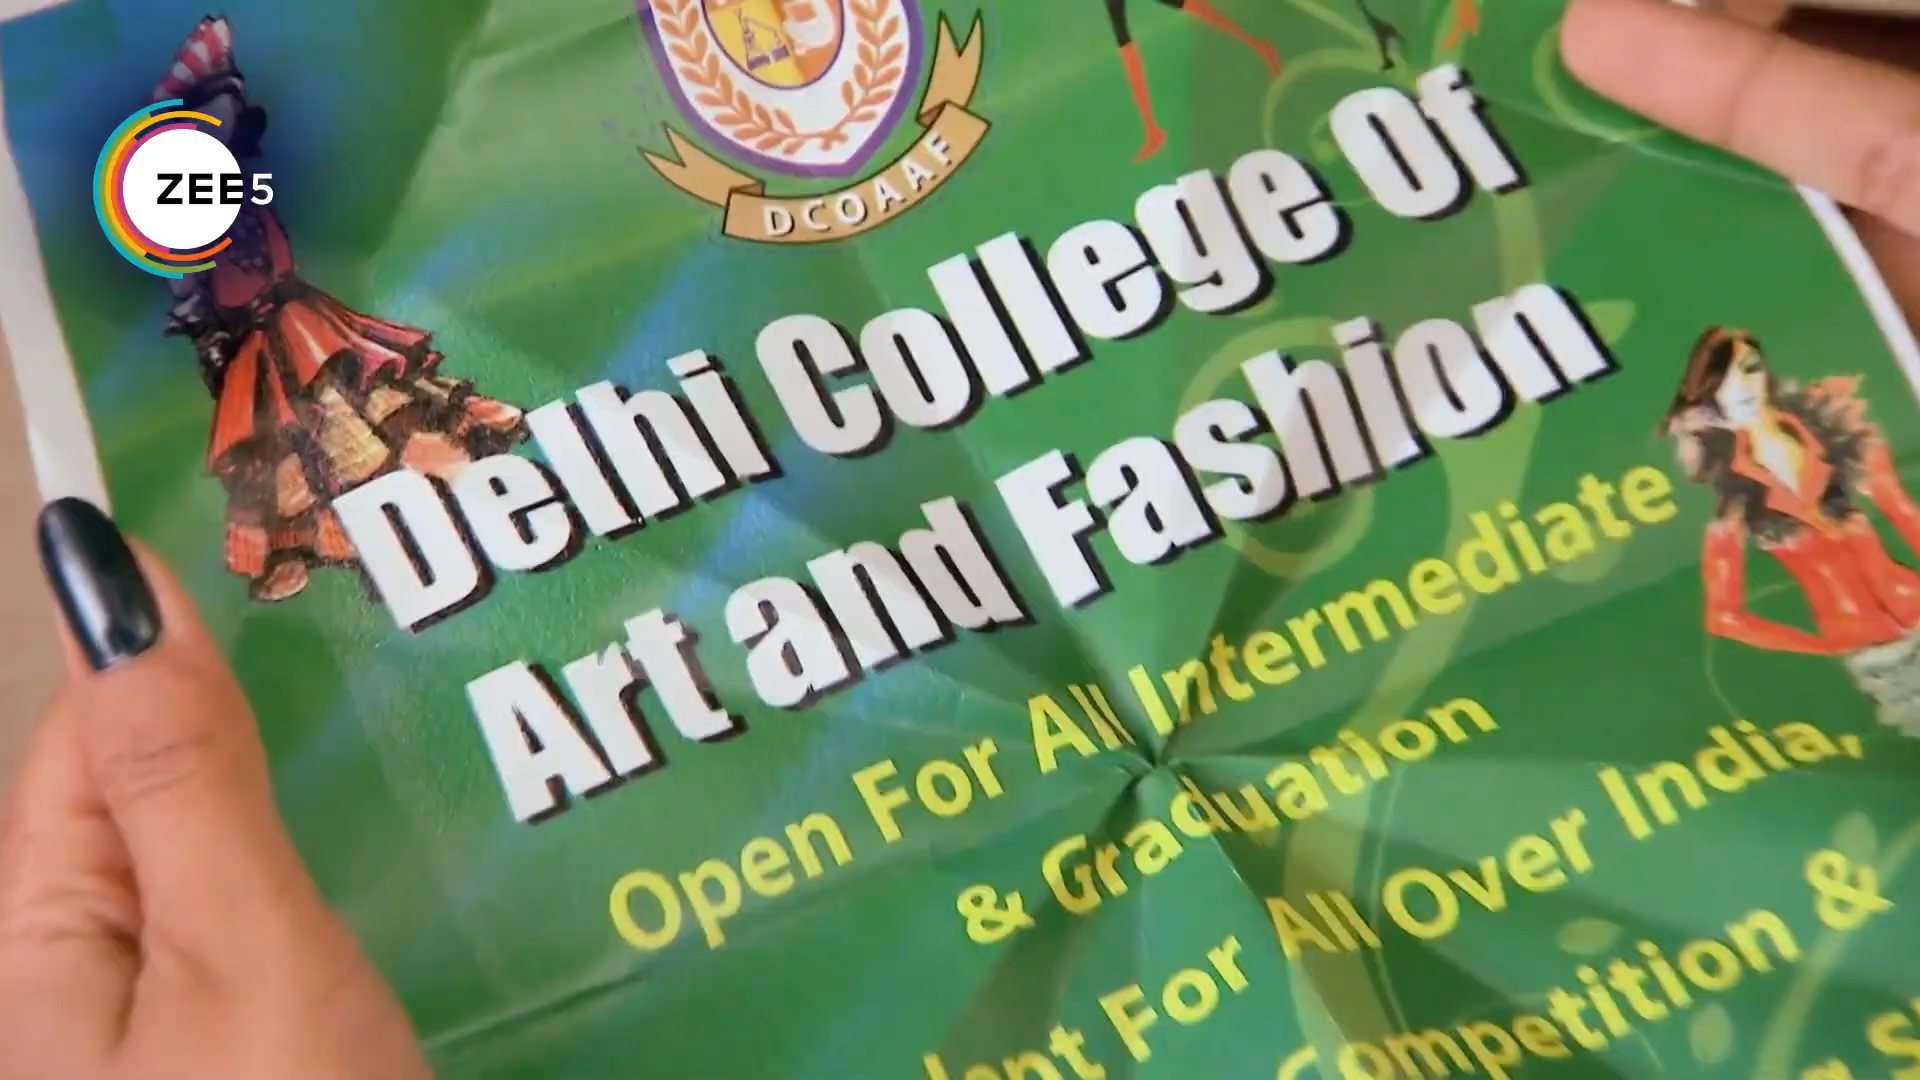 ZEE5
DCOAAF
Delhi College Of
Art and Fashion
Open For All Intermediate
& Graduation
For All Over India,
Competition &